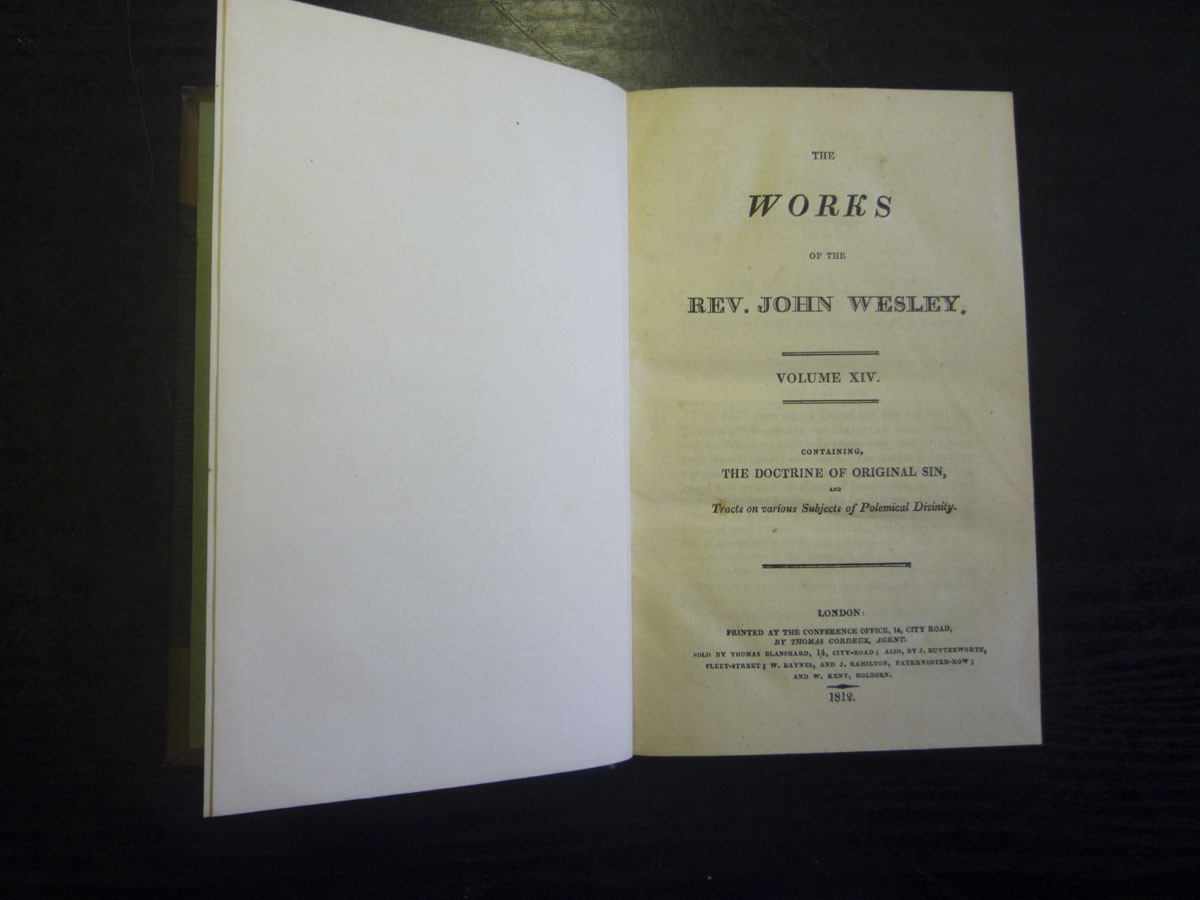 THE
WORKS
OF THE
REV. JOHN WESLEY.
VOLUME XIV.
CONTAINING,
THE DOCTRINE OF ORIGINAL SIN,
AND
Tracts on various Subjects of Polemical Divinity.
LONDON:
PRINTED AT THE CONFERENCE OFFICE, 14, CITY ROAD,
BY THOMAS CORDEUX, AGENT.
SOLD BY THOMAS BLANSHARD, 14, CITY-ROAD; ALSO, BY J. BUTTERWORTH,
FLEET-STREET; W. BAYNES, AND J. HAMILTON, PATERNOSTER-ROW;
AND W. KENT, HOLBORN.
1812.